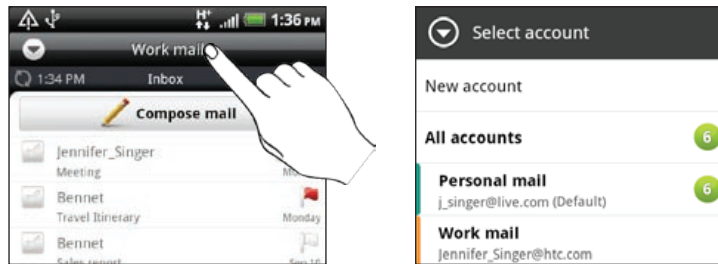 H+
1:36 PM
Work mail
1:34 PM
Inbox
Compose mail
Jennifer_Singer
Meeting
Bennet
Travel Itinerary
Monday
Bennet
Sales report
Sep 10
Select account
New account
All accounts
6
Personal mail
6
j_singer@live.com (Default)
Work mail
Jennifer_Singer@htc.com